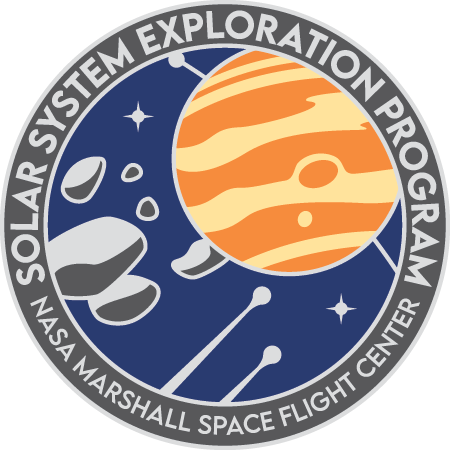 SOLAR SYSTEM EXPLORATION PROGRAM
NASA MARSHALL SPACE FLIGHT CENTER